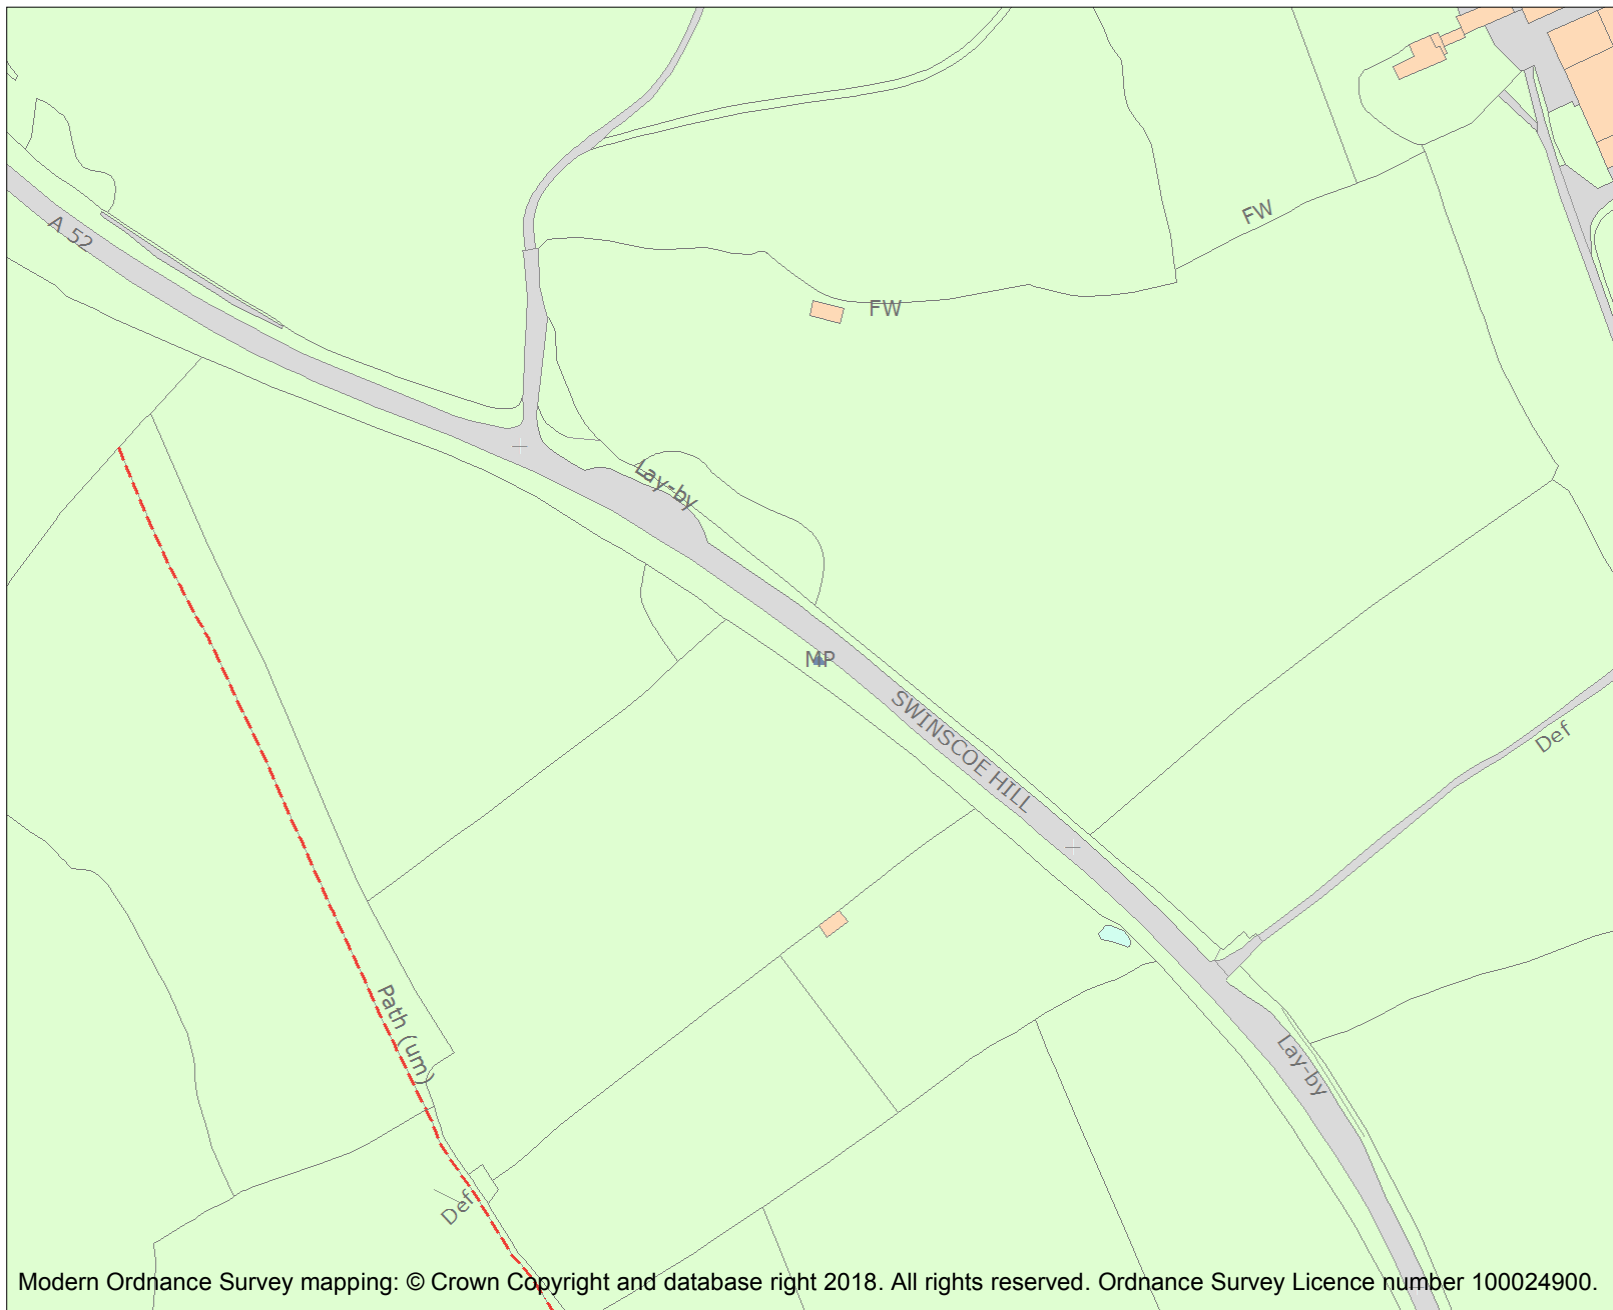 A 52
FW
FW
Lay-by
MP
SWINSCOE HILL
Def
Path (um)
Lay-by
Def
Modern Ordnance Survey mapping: © Crown Copyright and database right 2018. All rights reserved. Ordnance Survey Licence number 100024900.